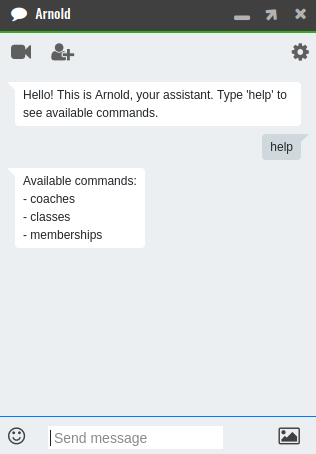 Arnold
Hello! This is Arnold, your assistant. Type 'help' to
see available commands.
help
Available commands:
- coaches
- classes
- memberships
Send message